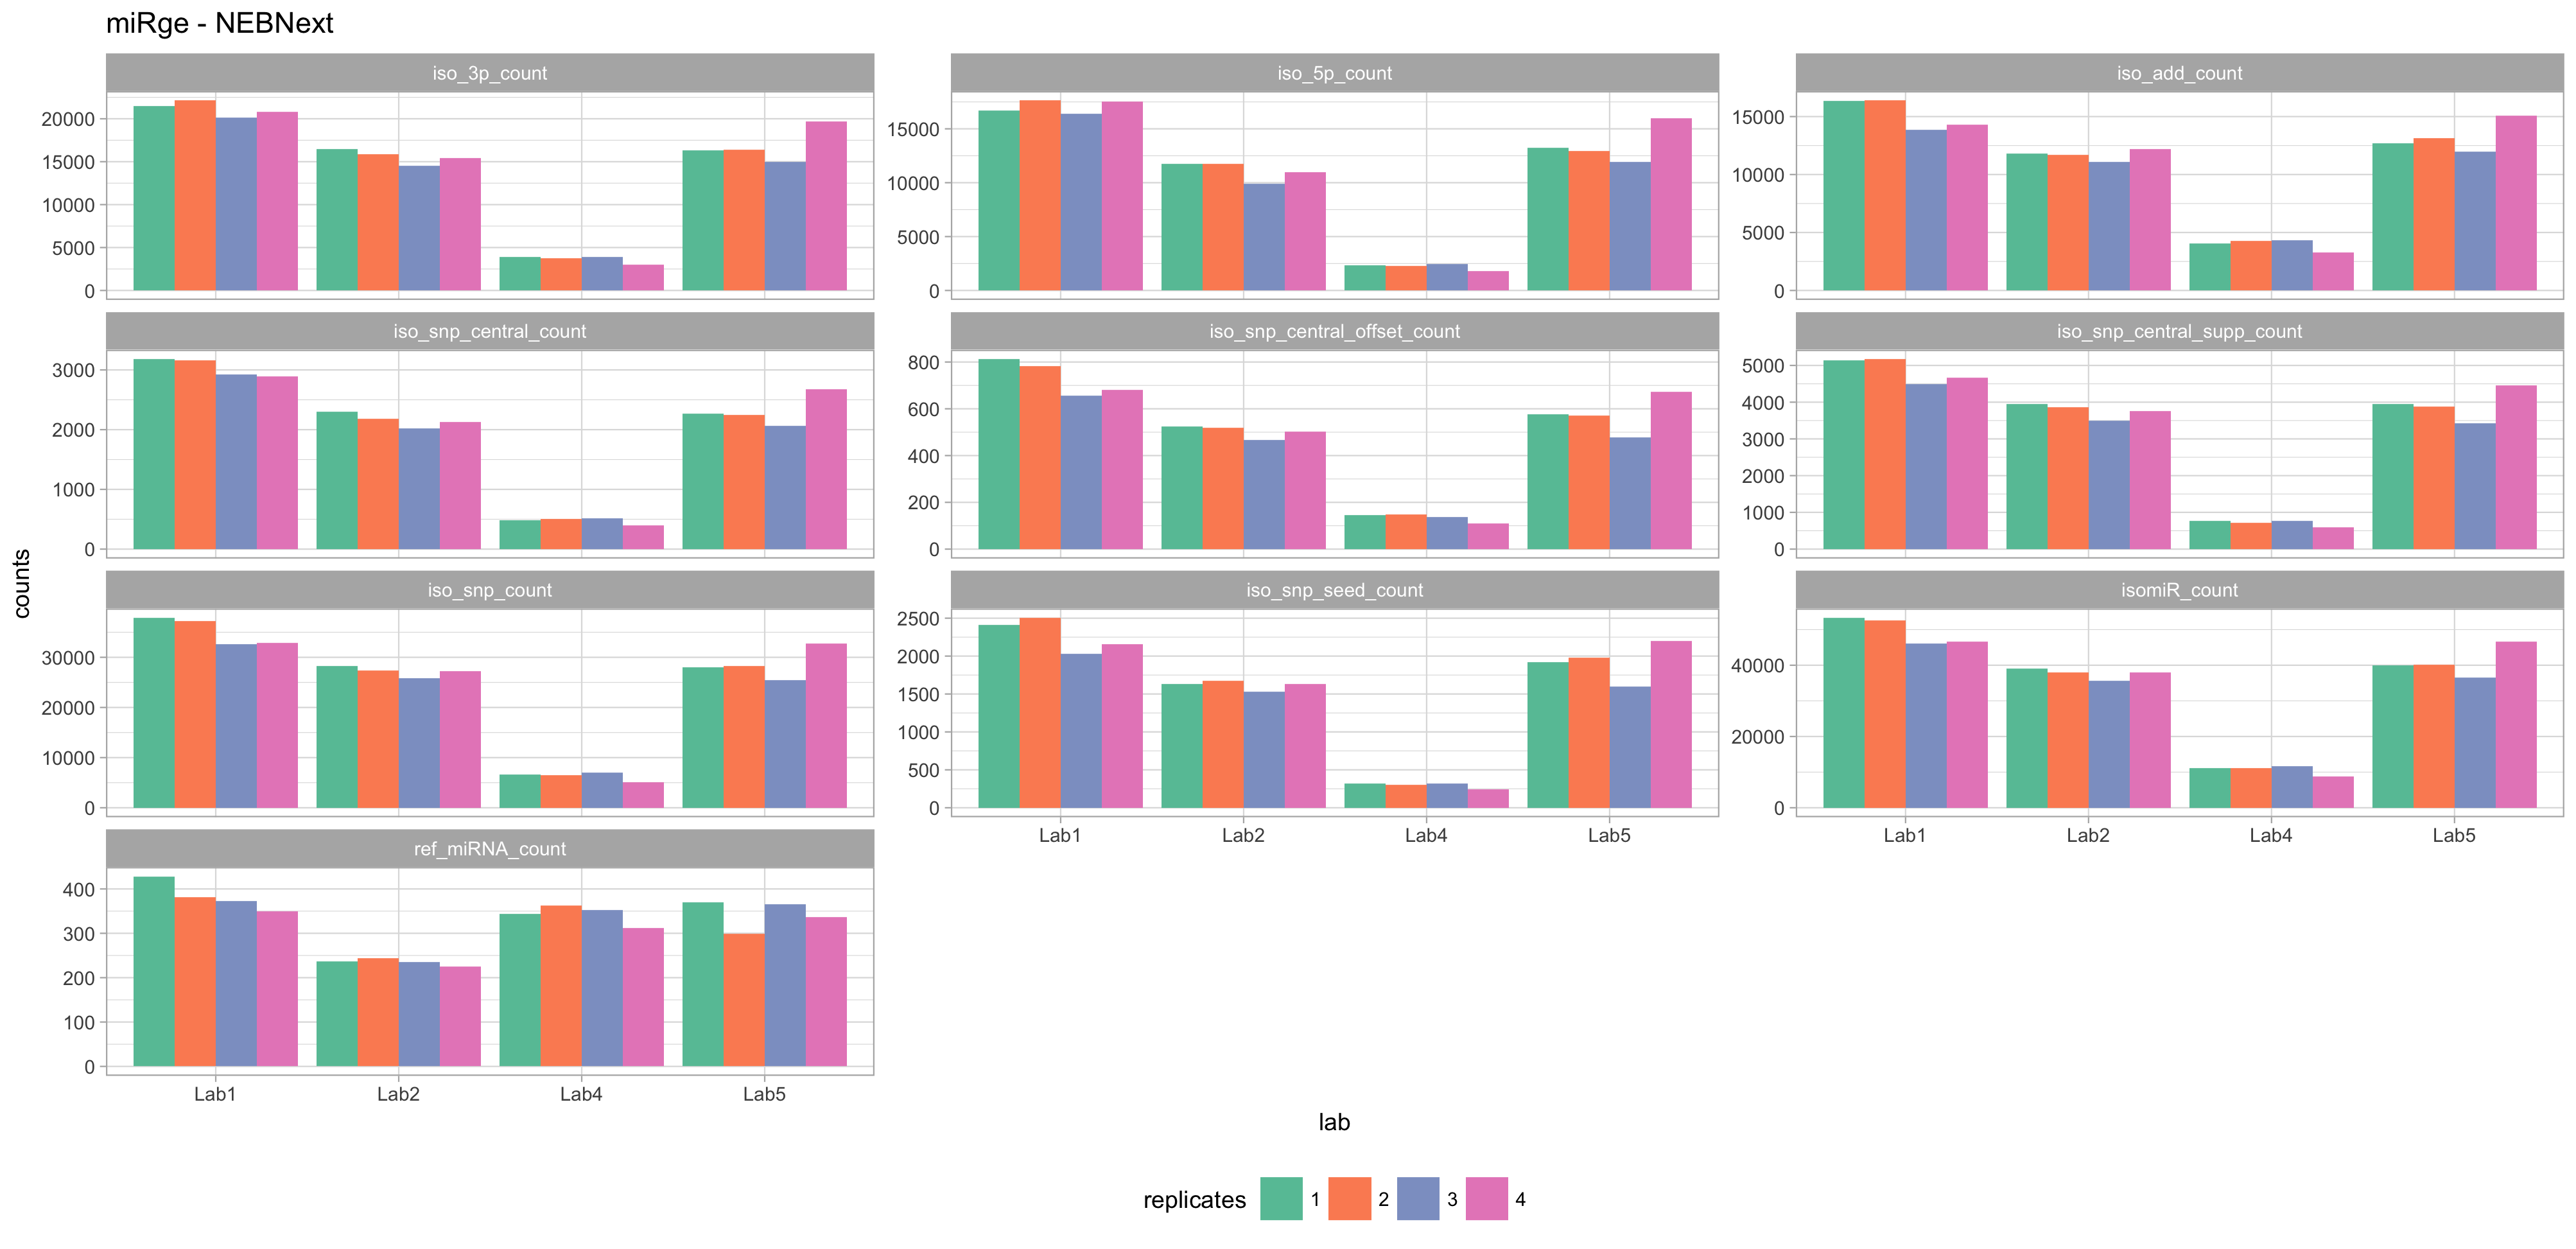 miRge - NEBNext
iso_3p_count
iso_5p_count
iso_add_count
20000
15000
10000
5000
0
15000
10000
5000
0
15000
10000
5000
0
iso_snp_central_count
iso_snp_central_offset_count
iso_snp_central_supp_count
3000
2000
1000
0
800
600
400
200
0
5000
4000
3000
2000
1000
0
counts
iso_snp_count
iso_snp_seed_count
isomiR_count
30000
20000
10000
0
2500
2000
1500
1000
500
0
40000
20000
0
Lab1 Lab2 Lab4 Lab5
Lab1 Lab2 Lab4 Lab5
ref_miRNA_count
400
300
200
100
0
Lab1 Lab2 Lab4 Lab5
lab
replicates 1 2 3 4